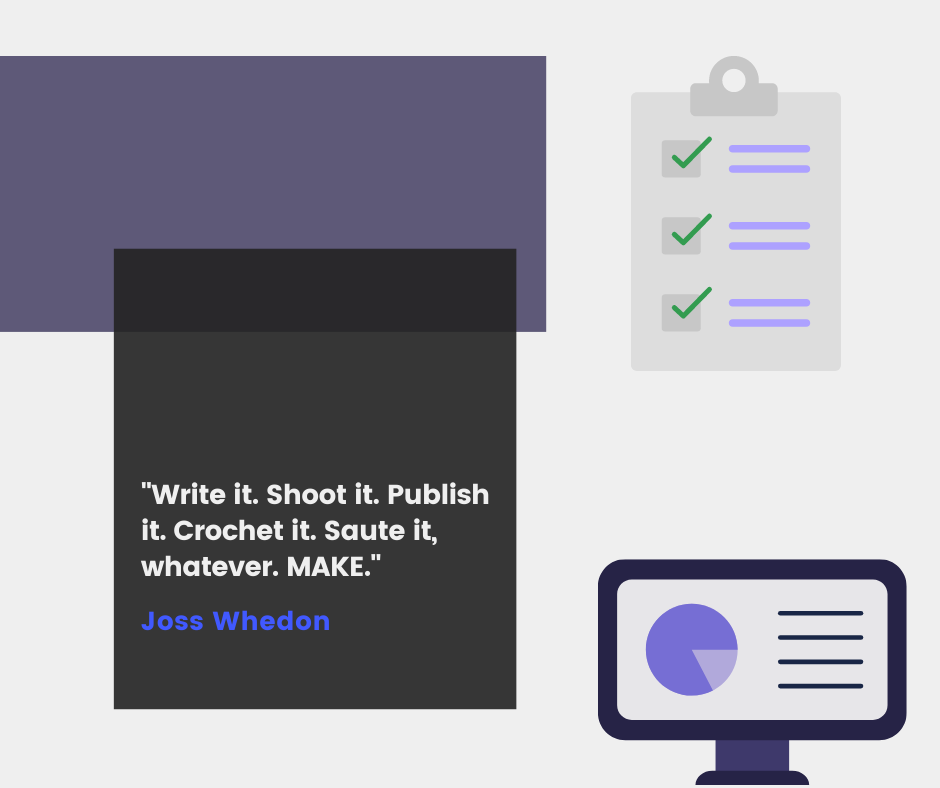 "Write it. Shoot it. Publish
it. Crochet it. Saute it,
whatever. MAKE."
Joss Whedon